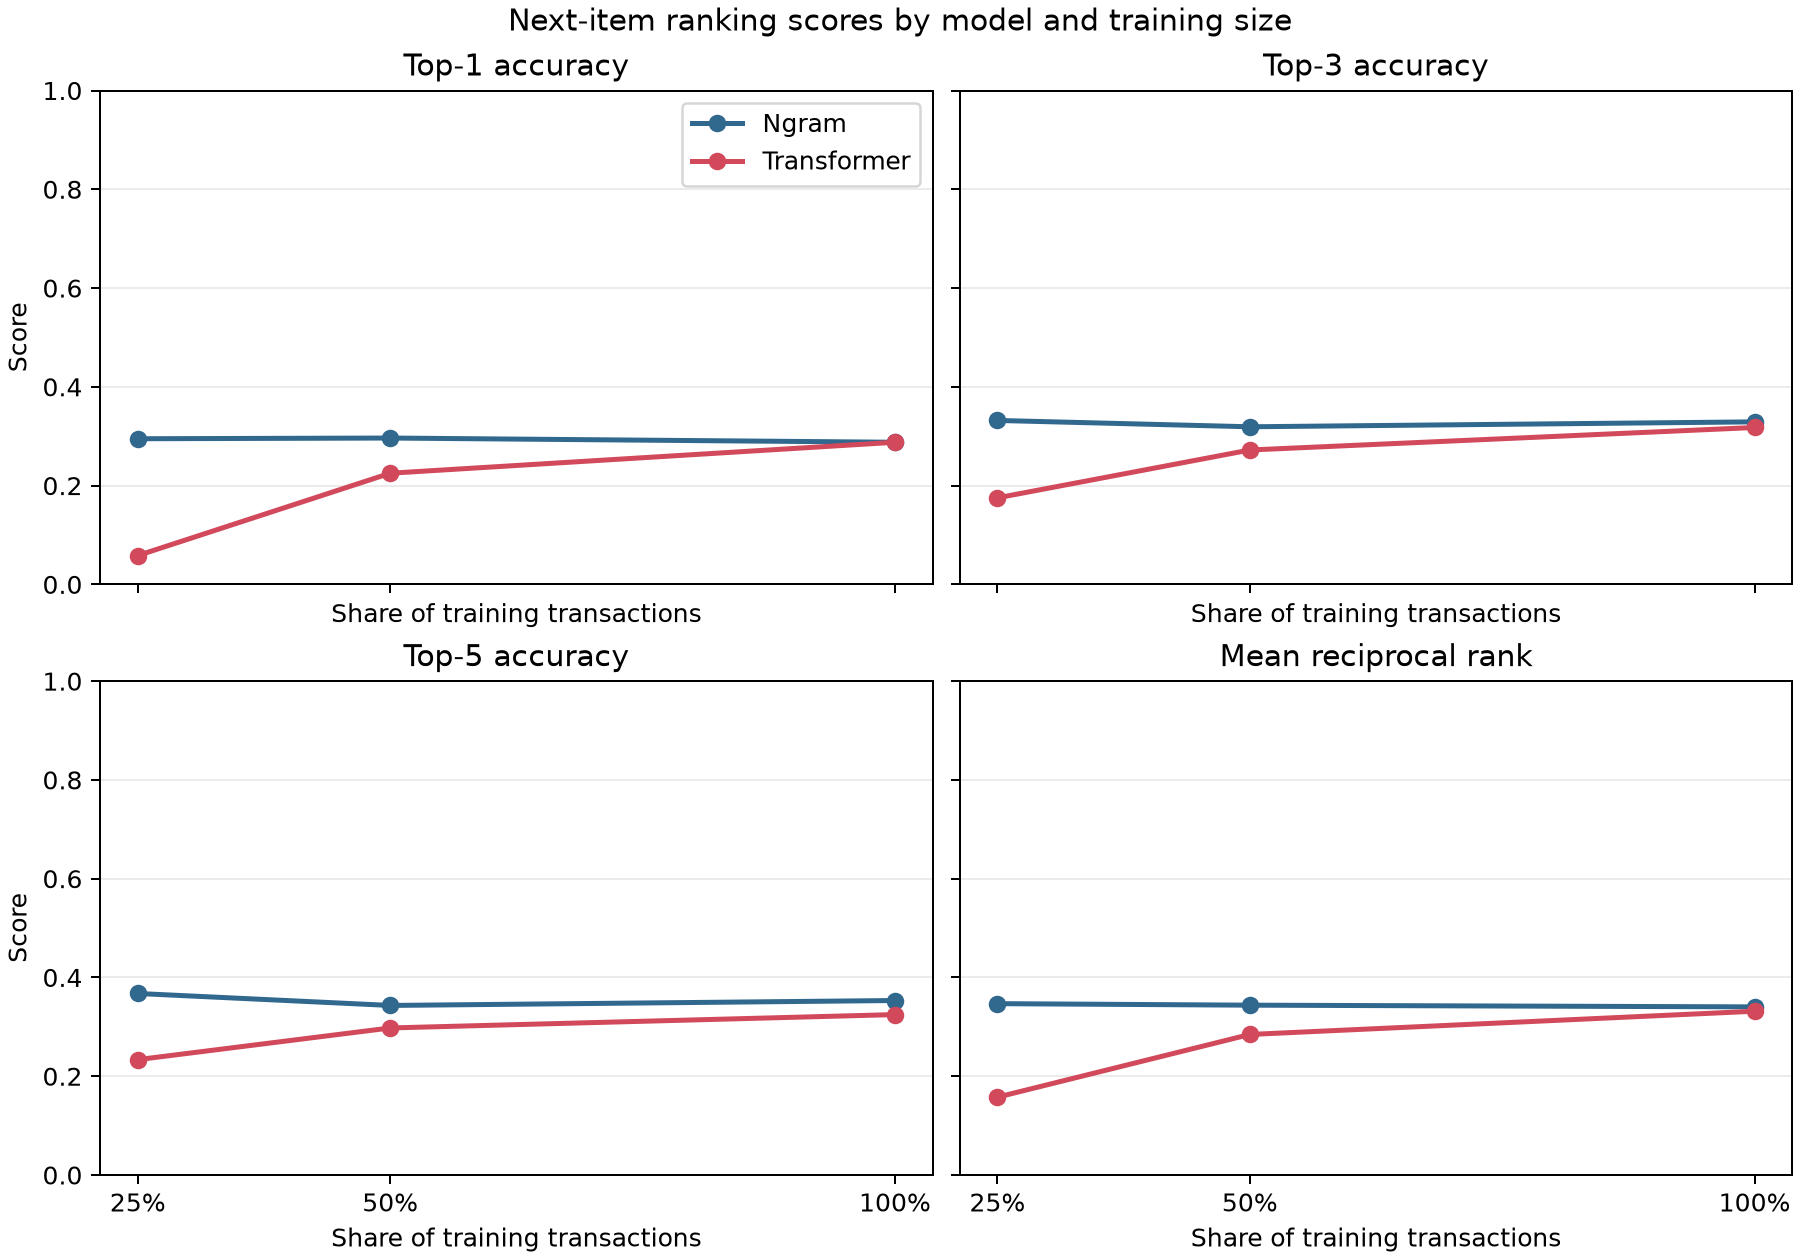 Next-item ranking scores by model and training size
Top-1 accuracy
Top-3 accuracy
1.0
0.8
0.6
0.4
0.2
0.0
Score
Ngram
Transformer
Share of training transactions
Share of training transactions
Top-5 accuracy
Mean reciprocal rank
1.0
0.8
0.6
0.4
0.2
0.0
Score
25% 50% 100%
25% 50% 100%
Share of training transactions
Share of training transactions